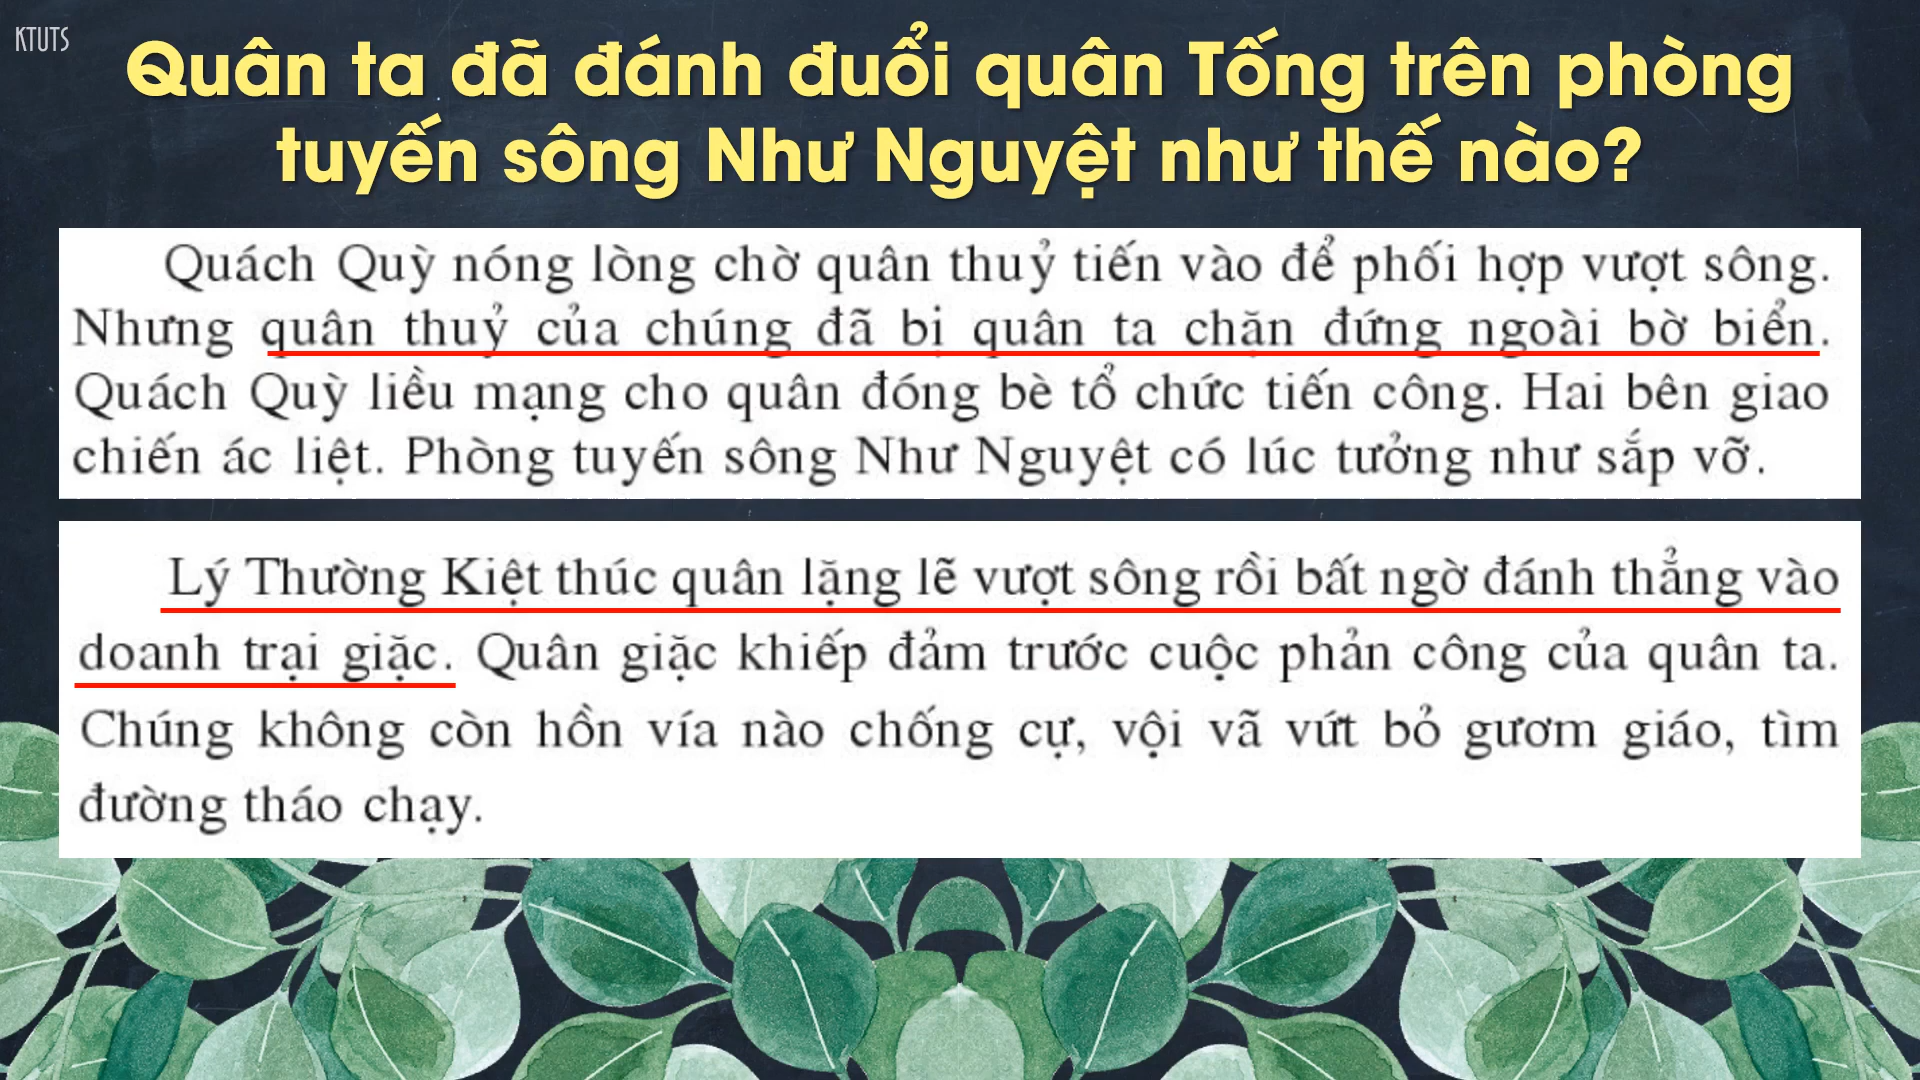 KTUTS
Quân ta đã đánh đuổi quân Tống trên phòng
tuyến sông Như Nguyệt như thế nào?
Quách Quỳ nóng lòng chờ quân thuỷ tiến vào để phối hợp vượt sông.
Nhưng quân thuỷ của chúng đã bị quân ta chặn đứng ngoài bờ biển.
Quách Quỳ liều mạng cho quân đóng bè tổ chức tiến công. Hai bên giao
chiến ác liệt. Phòng tuyến sông Như Nguyệt có lúc tưởng như sắp vỡ.
Lý Thường Kiệt thúc quân lặng lẽ vượt sông rồi bất ngờ đánh thẳng vào
doanh trại giặc. Quân giặc khiếp đảm trước cuộc phản công của quân ta.
Chúng không còn hồn vía nào chống cự, vội vã vứt bỏ gươm giáo, tìm
đường tháo chạy.